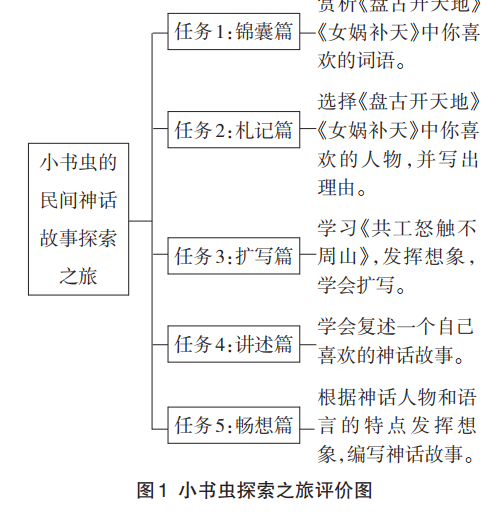 小书虫的
民间神话
故事探索
之旅
任务1:锦囊篇
赏析《盘古开天地》
《女娲补天》中你喜
欢的词语。
任务2:札记篇
选择《盘古开天地》
《女娲补天》中你喜
欢的人物,并写出
理由。
任务3:扩写篇
学习《共工怒触不
周山》,发挥想象,
学会扩写。
任务4:讲述篇
学会复述一个自己
喜欢的神话故事。
任务5:畅想篇
根据神话人物和语
言的特点发挥想
象,编写神话故事。
图1 小书虫探索之旅评价图